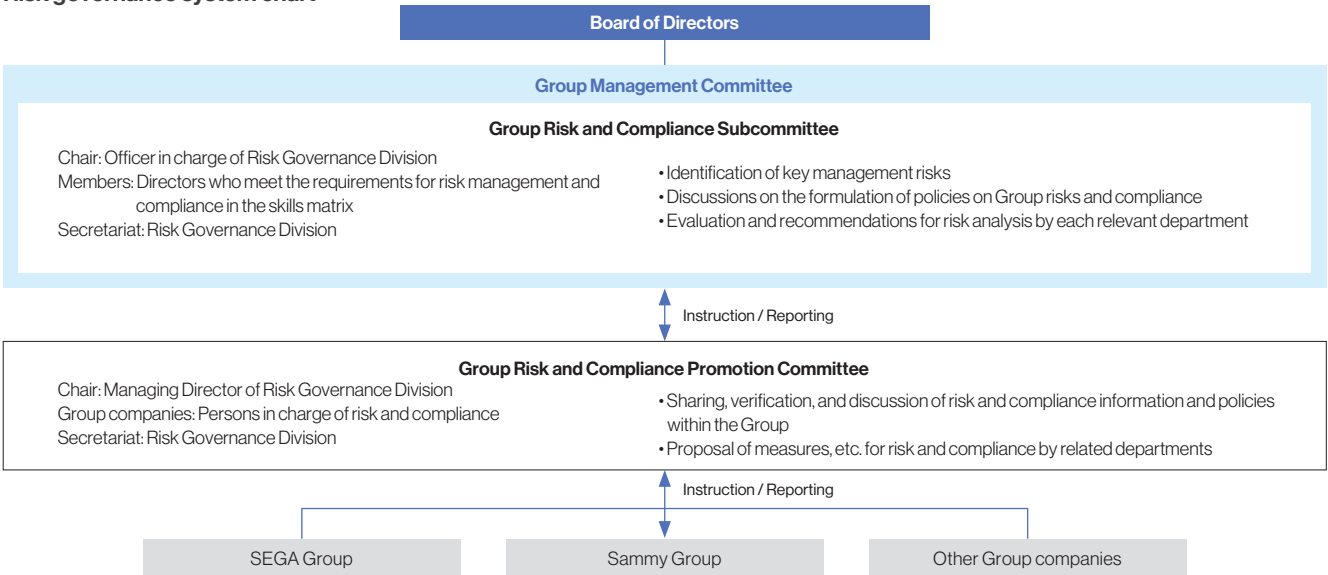 Risk governance system chart
Board of Directors
Group Management Committee
Group Risk and Compliance Subcommittee
Chair: Officer in charge of Risk Governance Division
Members: Directors who meet the requirements for risk management and
compliance in the skills matrix
Secretariat: Risk Governance Division
• Identification of key management risks
• Discussions on the formulation of policies on Group risks and compliance
• Evaluation and recommendations for risk analysis by each relevant department
Instruction / Reporting
Group Risk and Compliance Promotion Committee
Chair: Managing Director of Risk Governance Division
Group companies: Persons in charge of risk and compliance
Secretariat: Risk Governance Division
• Sharing, verification, and discussion of risk and compliance information and policies
within the Group
• Proposal of measures, etc. for risk and compliance by related departments
Instruction / Reporting
SEGA Group
Sammy Group
Other Group companies